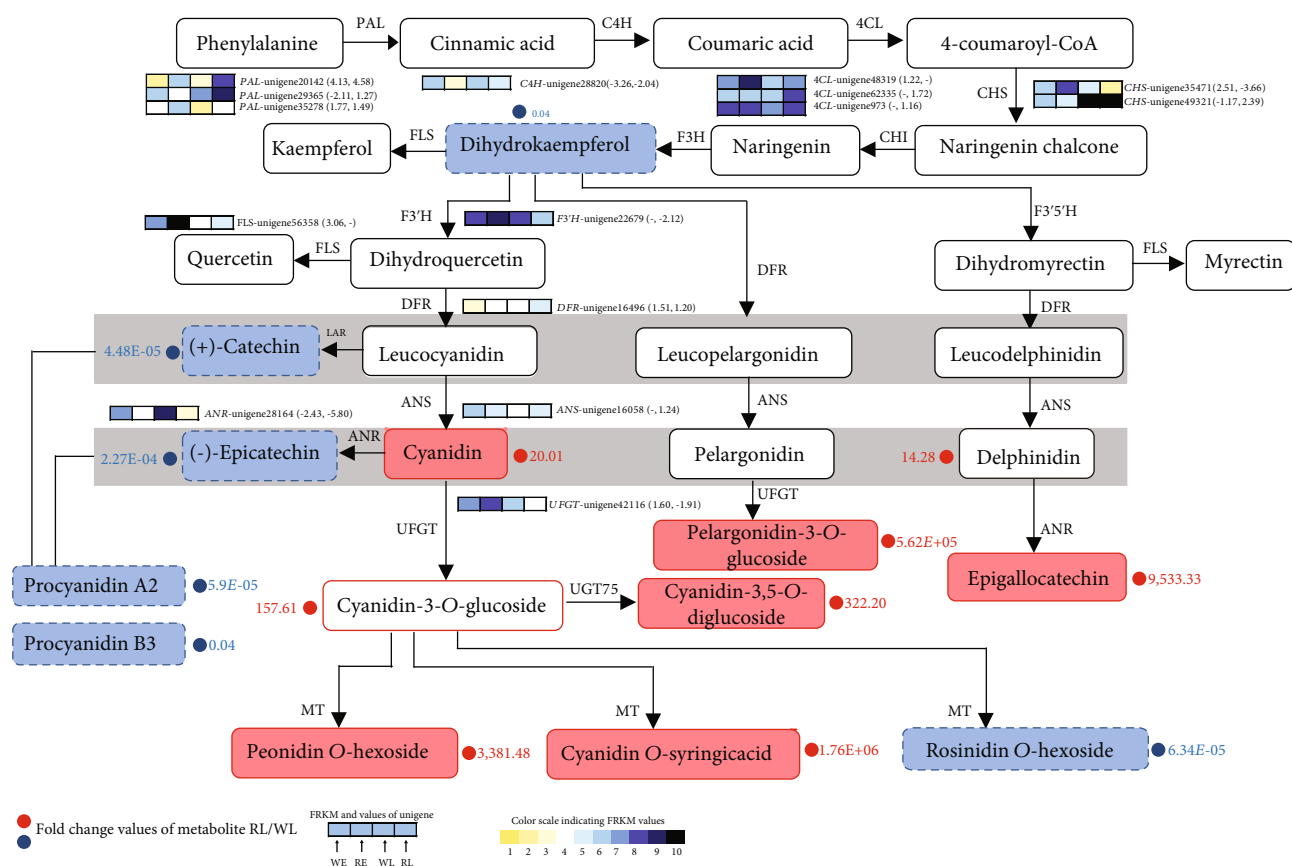 PAL
C4H
4CL
Phenylalanine
Cinnamic acid
Coumaric acid
4-coumaroyl-CoA
PAL-unigene20142 (4.13, 4.58)
PAL-unigene29365 (-2.11, 1.27)
PAL-unigene35278 (1.77, 1.49)
C4H-unigene28820(-3.26,-2.04)
4CL-unigene48319 (1.22, -)
4CL-unigene62335 (-, 1.72)
4CL-unigene973 (-, 1.16)
CHS
CHS-unigene35471(2.51, -3.66)
CHS-unigene49321(-1.17, 2.39)
0.04
Kaempferol
FLS
Dihydrokaempferol
F3H
Naringenin
CHI
Naringenin chalcone
FLS-unigene56358 (3.06, -)
F3'H
F3'H-unigene22679 (-, -2.12)
F3'5'H
Quercetin
FLS
Dihydroquercetin
DFR
Dihydromyrectin
FLS
Myrectin
DFR
DFR-unigene16496 (1.51, 1.20)
DFR
4.48E-05
(+)-Catechin
LAR
Leucocyanidin
Leucopelargonidin
Leucodelphinidin
ANR-unigene28164 (-2.43, -5.80)
ANS
ANS-unigene16058 (-, 1.24)
ANS
ANS
2.27E-04
(-)-Epicatechin
ANR
Cyanidin
20.01
Pelargonidin
14.28
Delphinidin
UFGT-unigene42116 (1.60, -1.91)
UFGT
UFGT
ANR
Pelargonidin-3-O-
glucoside
5.62E+05
Epigallocatechin
9,533.33
Procyanidin A2
5.9E-05
157.61
Cyanidin-3-O-glucoside
UGT75
Cyanidin-3,5-O-
diglucoside
322.20
Procyanidin B3
0.04
MT
MT
MT
Peonidin O-hexoside
3,381.48
Cyanidin O-syringicacid
1.76E+06
Rosinidin O-hexoside
6.34E-05
Fold change values of metabolite RL/WL
FRKM and values of unigene
WE RE WL RL
Color scale indicating FRKM values
1 2 3 4 5 6 7 8 9 10